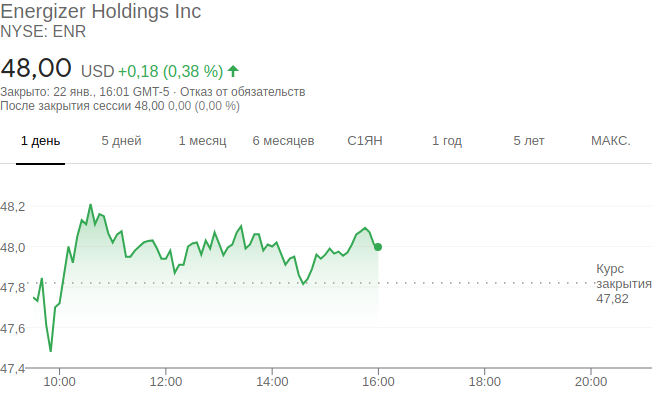 Energizer Holdings Inc
NYSE: ENR
48,00 USD +0,18 (0,38 %)
Закрыто: 22 янв., 16:01 GMT-5 · Отказ от обязательств
После закрытия сессии 48,00 0,00 (0,00 %)
1 день 5 дней 1 месяц 6 месяцев С1ЯН 1 год 5 лет МАКС.
48,2
48,0
47,8
47,6
47,4
Курс
закрытия
47,82
10:00 12:00 14:00 16:00 18:00 20:00